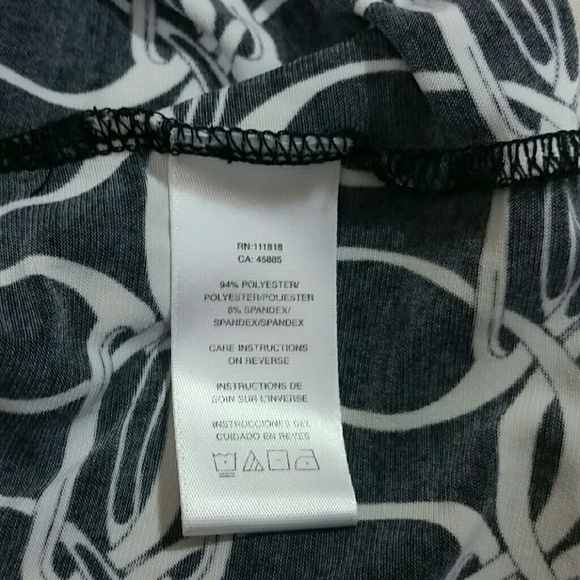 RN:111818
CA: 45885
94% POLYESTER/
POLYESTER/POLIESTER
6% SPANDEX/
SPANDEX/SPANDEX
CARE INSTRUCTIONS
ON REVERSE
INSTRUCTIONS DE
SOIN SUR L'INVERSE
INSTRUCCIONES DEL
CUIDADO EN REVES